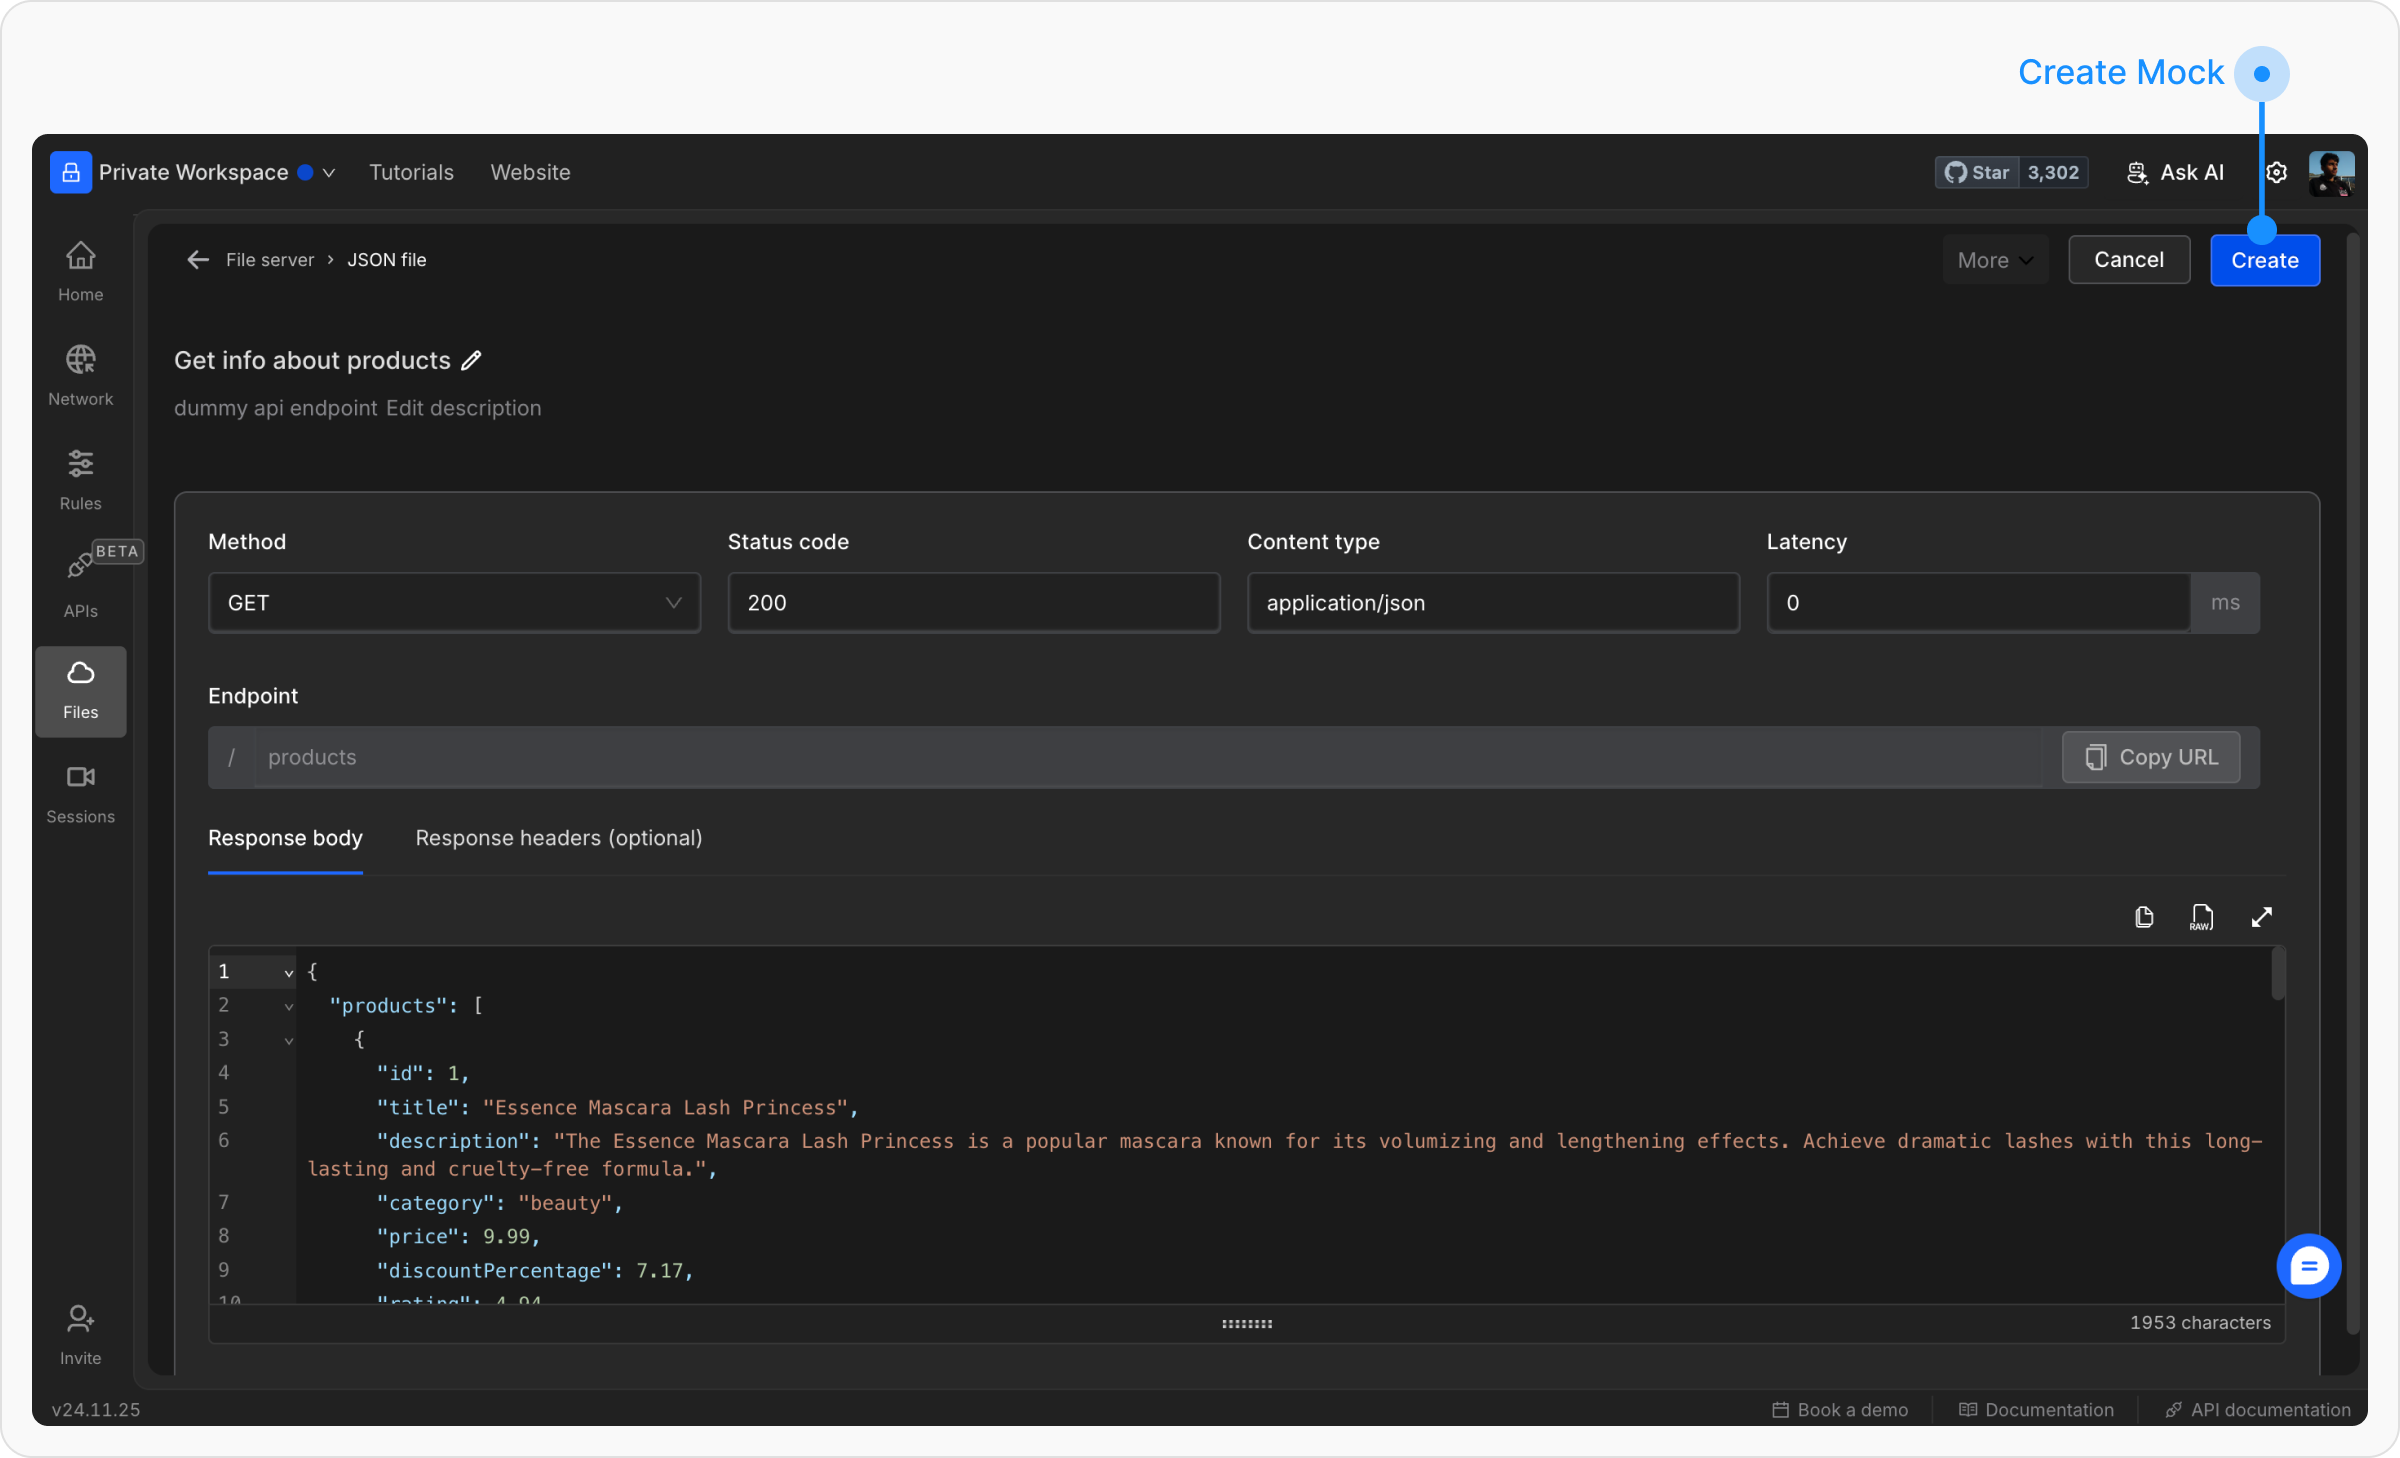 Create Mock
Private Workspace
Tutorials
Website
Star 3,302
Ask AI
Home
Network
Rules
BETA
APIs
Files
Sessions
Invite
v24.11.25
File server › JSON file
More
Cancel
Create
Get info about products
dummy api endpoint Edit description
Method
Status code
Content type
Latency
GET
200
application/json
0
ms
Endpoint
/ products
Copy URL
Response body
Response headers (optional)
RAW
1 {
2 "products": [
3 {
4 "id": 1,
5 "title": "Essence Mascara Lash Princess",
6 "description": "The Essence Mascara Lash Princess is a popular mascara known for its volumizing and lengthening effects. Achieve dramatic lashes with this long-
lasting and cruelty-free formula.",
7 "category": "beauty",
8 "price": 9.99,
9 "discountPercentage": 7.17,
10 "rating": 4.94
1953 characters
Book a demo
Documentation
API documentation